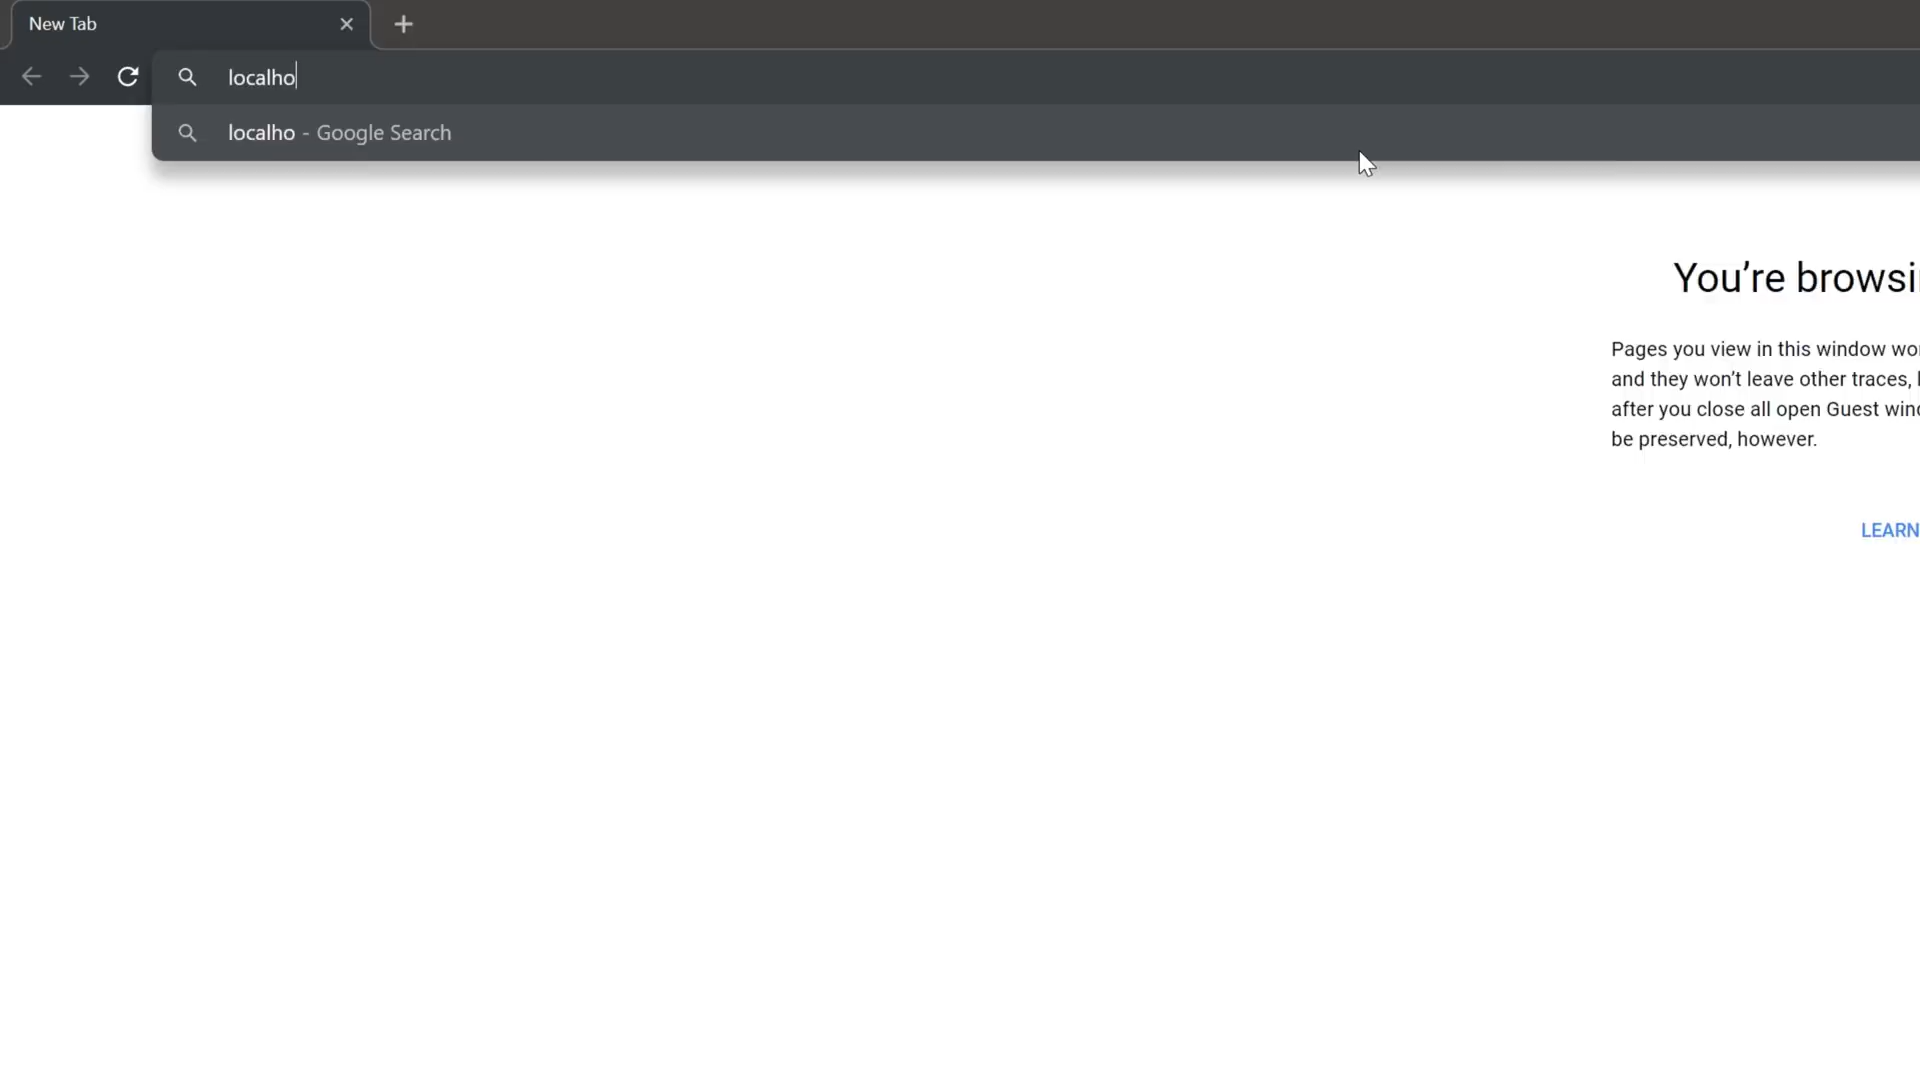 New Tab
localho
localho - Google Search
You’re browsi
Pages you view in this window wo
and they won’t leave other traces,
after you close all open Guest win
be preserved, however.
LEARN